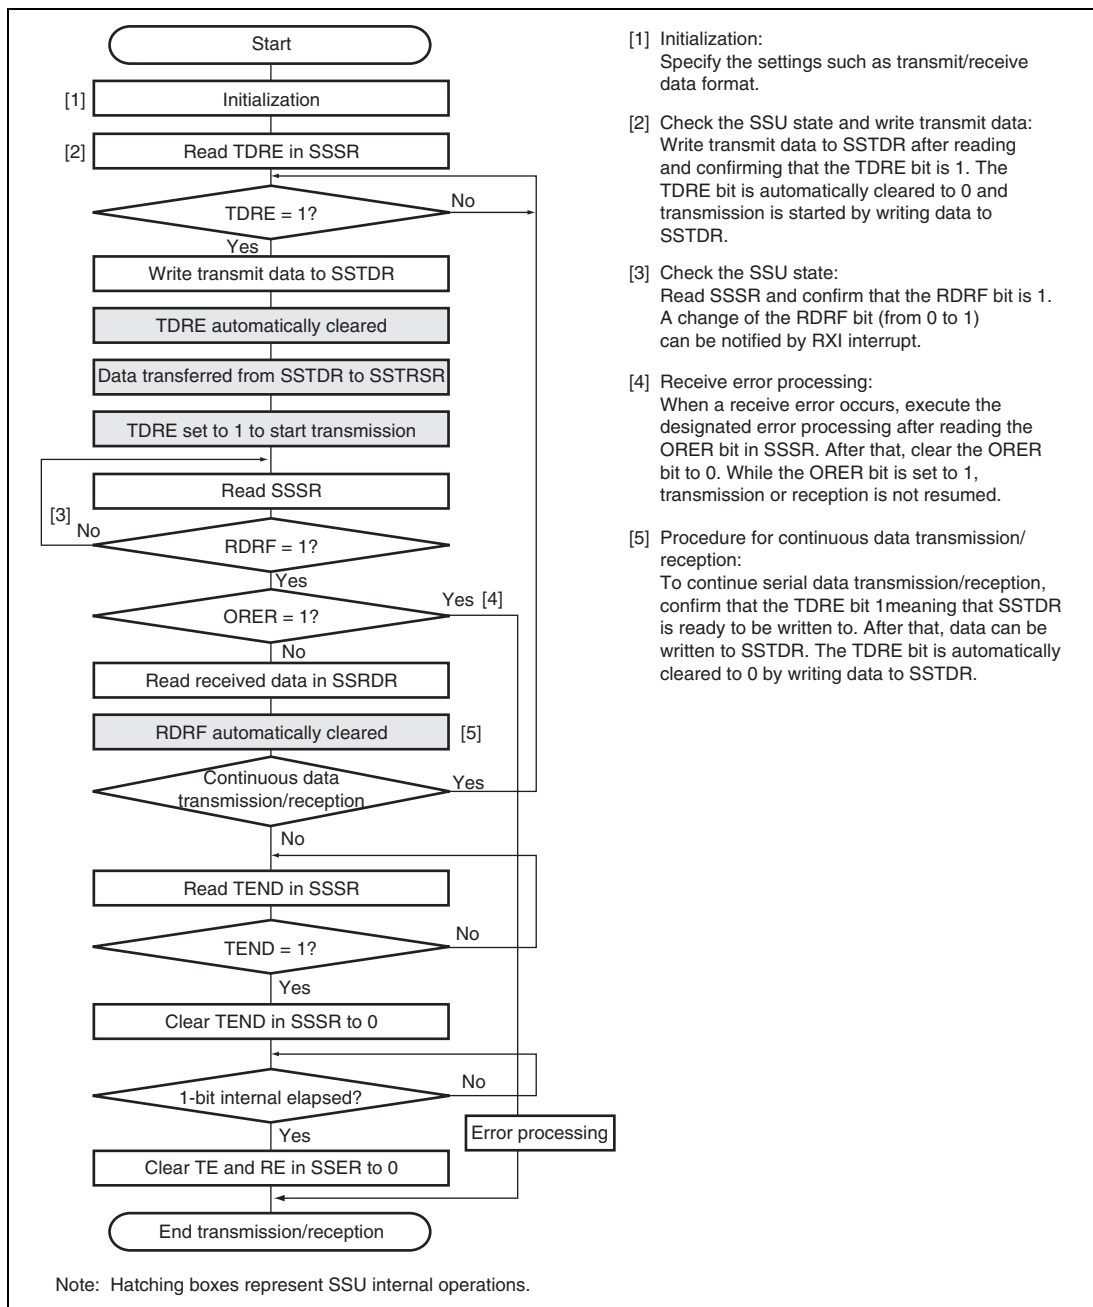 Start
[1] Initialization
[2] Read TDRE in SSSR
TDRE = 1?
No
Yes
Write transmit data to SSTDR
TDRE automatically cleared
Data transferred from SSTDR to SSTRSR
TDRE set to 1 to start transmission
Read SSSR
[3]
No
RDRF = 1?
Yes
ORER = 1?
Yes [4]
No
Read received data in SSRDR
RDRF automatically cleared
[5]
Continuous data
transmission/reception
Yes
No
Read TEND in SSSR
TEND = 1?
No
Yes
Clear TEND in SSSR to 0
1-bit internal elapsed?
No
Yes
Error processing
Clear TE and RE in SSER to 0
End transmission/reception
[1] Initialization:
Specify the settings such as transmit/receive
data format.
[2] Check the SSU state and write transmit data:
Write transmit data to SSTDR after reading
and confirming that the TDRE bit is 1. The
TDRE bit is automatically cleared to 0 and
transmission is started by writing data to
SSTDR.
[3] Check the SSU state:
Read SSSR and confirm that the RDRF bit is 1.
A change of the RDRF bit (from 0 to 1)
can be notified by RXI interrupt.
[4] Receive error processing:
When a receive error occurs, execute the
designated error processing after reading the
ORER bit in SSSR. After that, clear the ORER
bit to 0. While the ORER bit is set to 1,
transmission or reception is not resumed.
[5] Procedure for continuous data transmission/
reception:
To continue serial data transmission/reception,
confirm that the TDRE bit 1meaning that SSTDR
is ready to be written to. After that, data can be
written to SSTDR. The TDRE bit is automatically
cleared to 0 by writing data to SSTDR.
Note: Hatching boxes represent SSU internal operations.